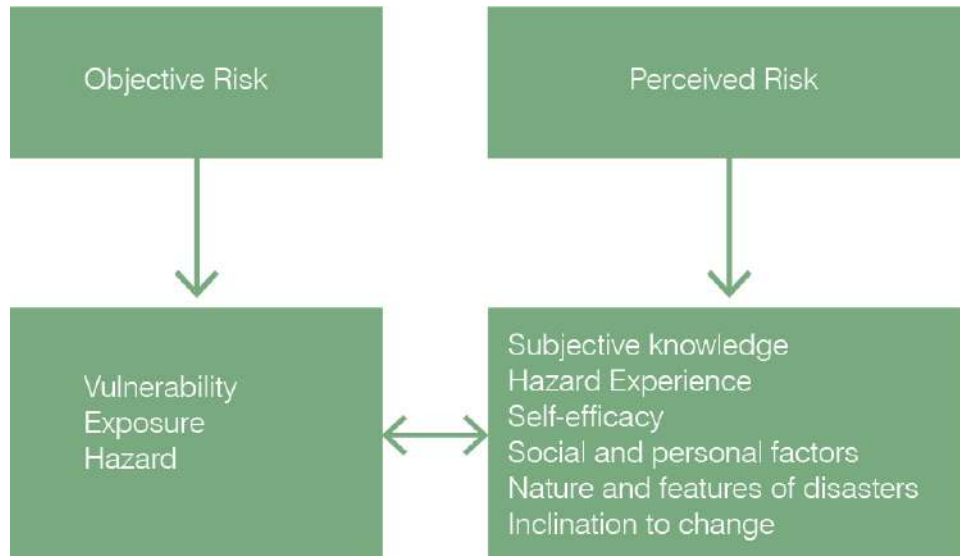 Objective Risk
Perceived Risk
Vulnerability
Exposure
Hazard
Subjective knowledge
Hazard Experience
Self-efficacy
Social and personal factors
Nature and features of disasters
Inclination to change